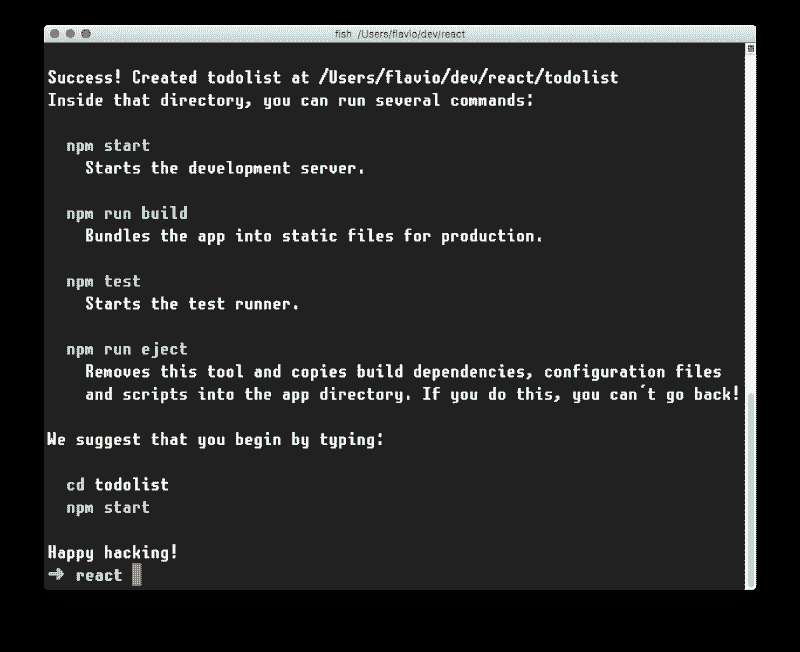 fish /Users/flavio/dev/react
Success! Created todolist at /Users/flavio/dev/react/todolist
Inside that directory, you can run several commands:
npm start
Starts the development server.
npm run build
Bundles the app into static files for production.
npm test
Starts the test runner.
npm run eject
Removes this tool and copies build dependencies, configuration files
and scripts into the app directory. If you do this, you can't go back!
We suggest that you begin by typing:
cd todolist
npm start
Happy hacking!
➜ react